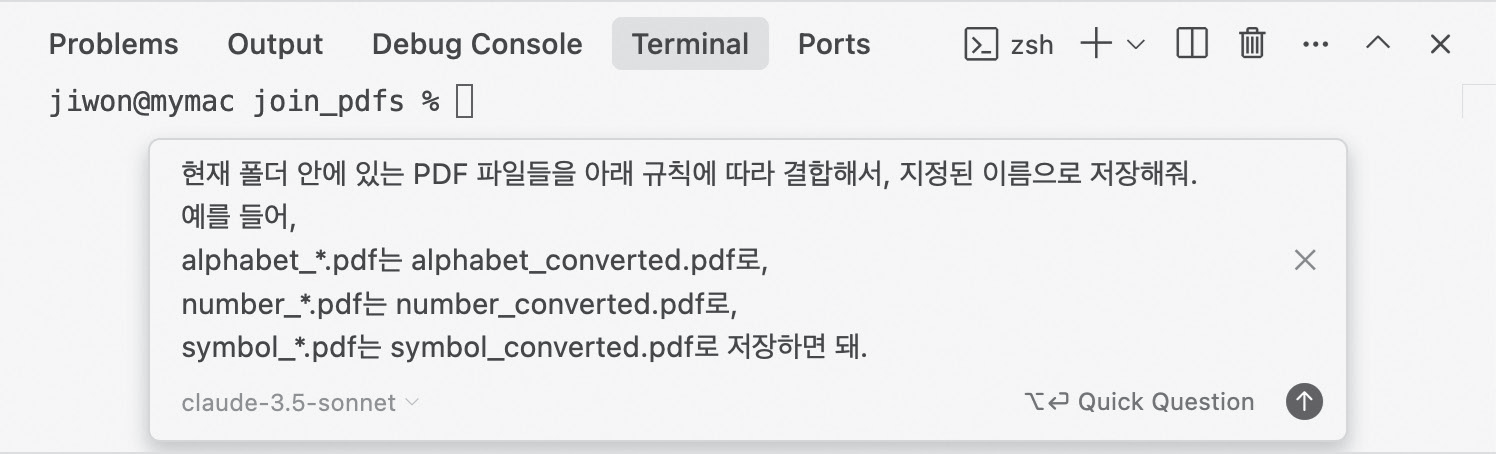 Problems Output Debug Console Terminal Ports zsh
jiwon@mymac join_pdfs %
현재 폴더 안에 있는 PDF 파일들을 아래 규칙에 따라 결합해서, 지정된 이름으로 저장해줘.
예를 들어,
alphabet_*.pdf는 alphabet_converted.pdf로,
number_*.pdf는 number_converted.pdf로,
symbol_*.pdf는 symbol_converted.pdf로 저장하면 돼.
claude-3.5-sonnet ⌥⏎ Quick Question